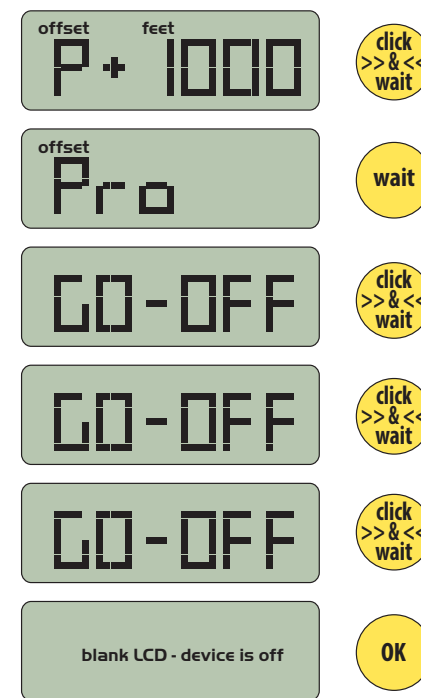 offset feet
P+ 1000
click
>> & <<
wait
offset
Pro
wait
GO-OFF
click
>> & <<
wait
GO-OFF
click
>> & <<
wait
GO-OFF
click
>> & <<
wait
blank LCD - device is off
OK